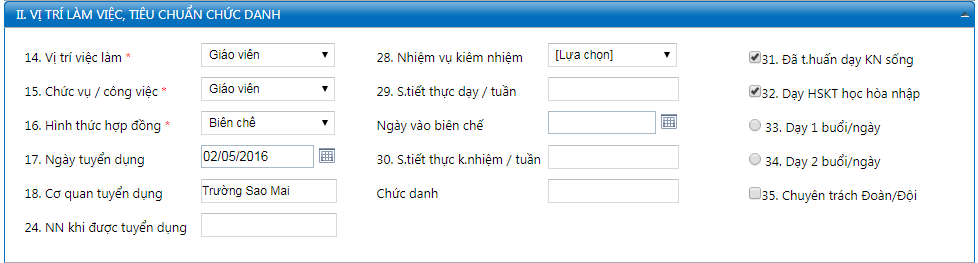 II. VỊ TRÍ LÀM VIỆC, TIÊU CHUẨN CHỨC DANH
14. Vị trí việc làm * Giáo viên
28. Nhiệm vụ kiêm nhiệm [Lựa chọn]
31. Đã t.huấn dạy KN sống
15. Chức vụ / công việc * Giáo viên
29. S.tiết thực dạy / tuần
32. Dạy HSKT học hòa nhập
16. Hình thức hợp đồng * Biên chế
Ngày vào biên chế
33. Dạy 1 buổi/ngày
17. Ngày tuyển dụng 02/05/2016
30. S.tiết thực k.nhiệm / tuần
34. Dạy 2 buổi/ngày
18. Cơ quan tuyển dụng Trường Sao Mai
Chức danh
35. Chuyên trách Đoàn/Đội
24. NN khi được tuyển dụng